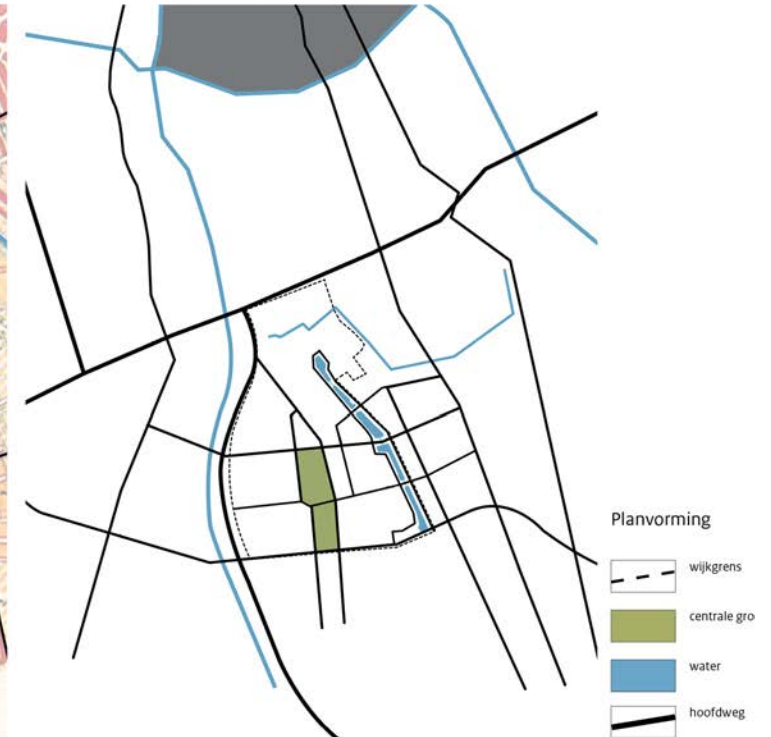 Planvorming
wijkgrens
centrale gro
water
hoofdweg